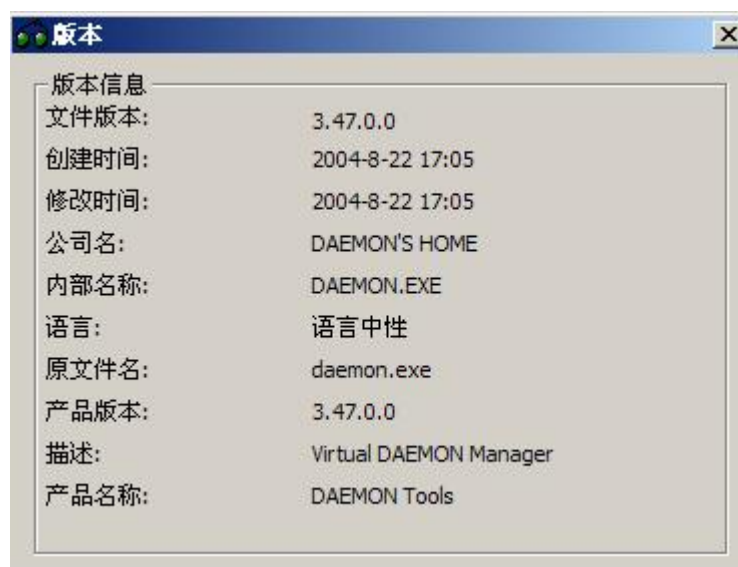 版本
版本信息
文件版本: 3.47.0.0
创建时间: 2004-8-22 17:05
修改时间: 2004-8-22 17:05
公司名: DAEMON'S HOME
内部名称: DAEMON.EXE
语言: 语言中性
原文件名: daemon.exe
产品版本: 3.47.0.0
描述: Virtual DAEMON Manager
产品名称: DAEMON Tools